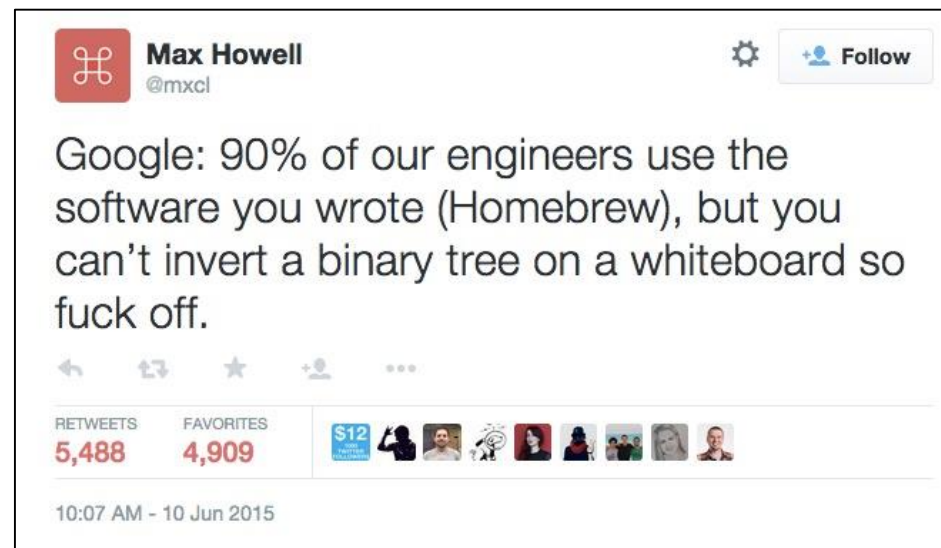 Max Howell
@mxcl
Follow
Google: 90% of our engineers use the
software you wrote (Homebrew), but you
can’t invert a binary tree on a whiteboard so
fuck off.
RETWEETS FAVORITES
5,488 4,909
$12
10:07 AM - 10 Jun 2015